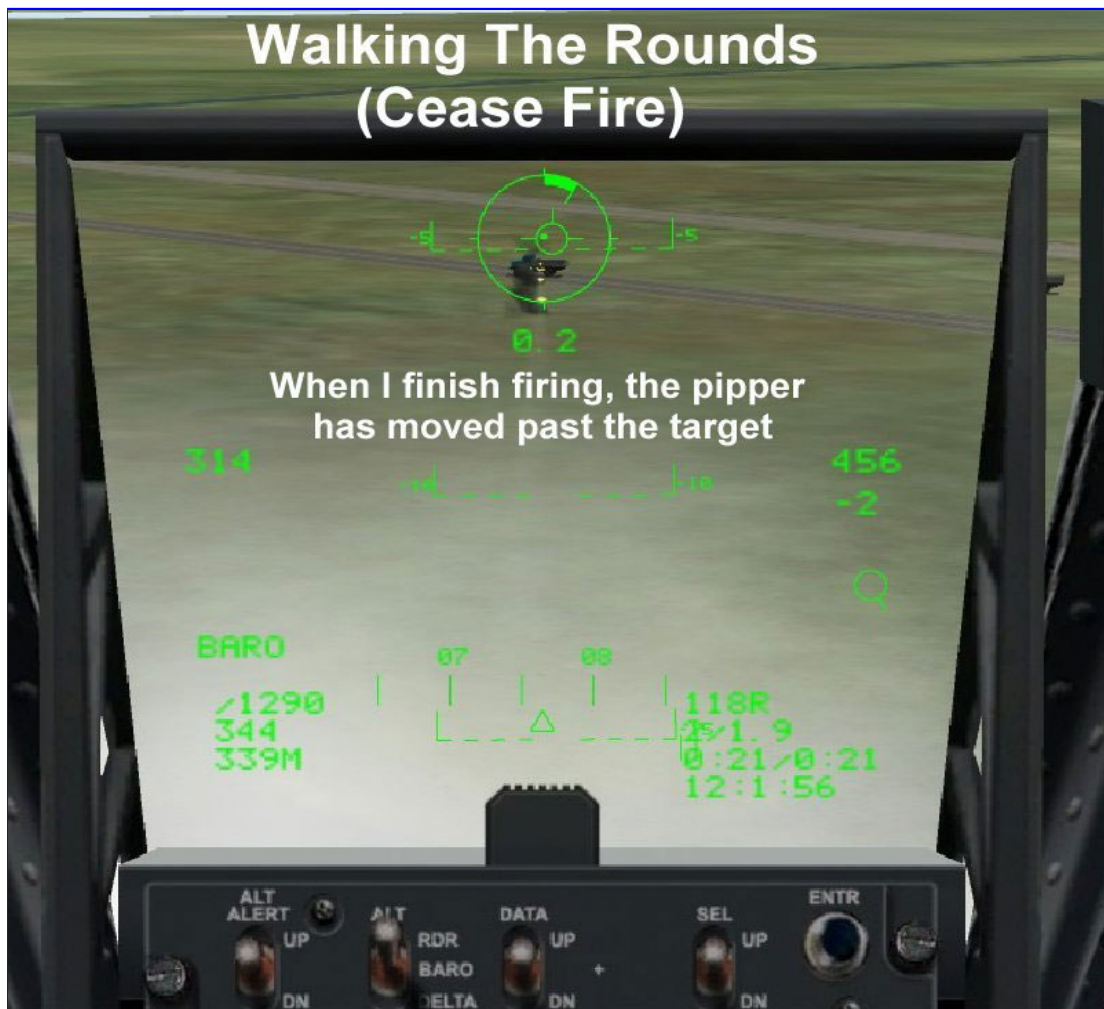 Walking The Rounds
(Cease Fire)
-5 -5
0.2
When I finish firing, the pipper
has moved past the target
314 456
-10 -10
-2
BARO 07 08
/1290 118R
344 /1.9
339M 0:21/0:21
12:1:56
ALT ALERT
ALT
DATA
SEL
ENTR
UP
RDR
UP
UP
BARO
+
DN
DELTA
DN
DN